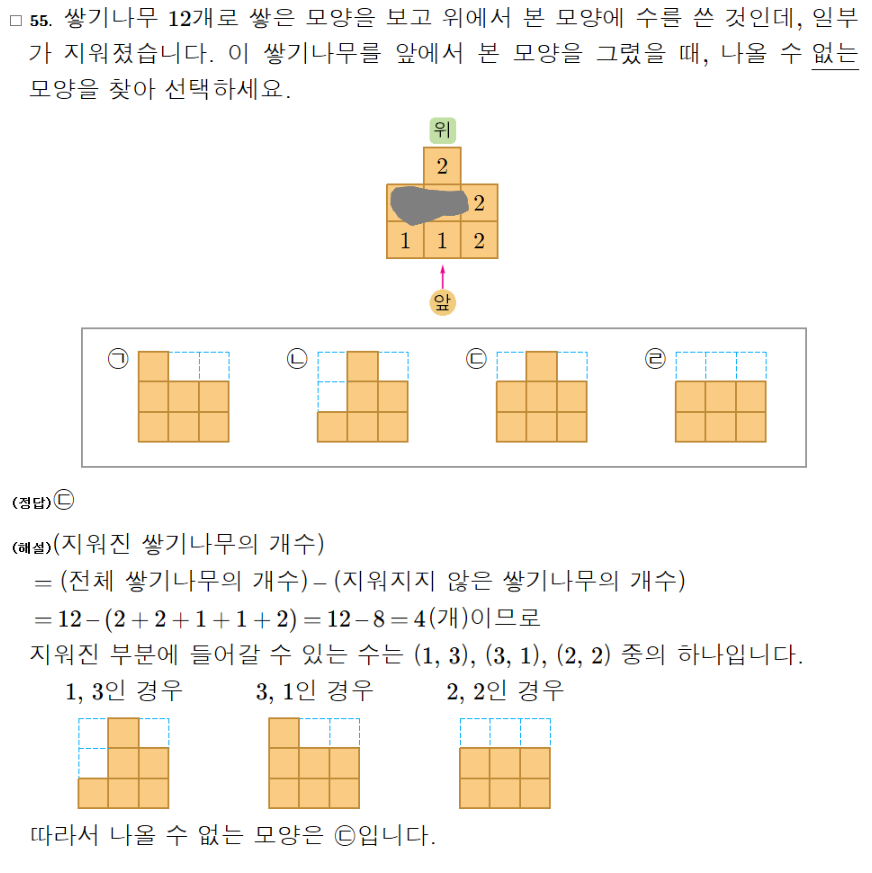 □ 55. 쌓기나무 12개로 쌓은 모양을 보고 위에서 본 모양에 수를 쓴 것인데, 일부
가 지워졌습니다. 이 쌓기나무를 앞에서 본 모양을 그렸을 때, 나올 수 없는
모양을 찾아 선택하세요.
위
2
2
1 1 2
앞
㉠ ㉡ ㉢ ㉣
(정답)㉢
(해설)(지워진 쌓기나무의 개수)
= (전체 쌓기나무의 개수) – (지워지지 않은 쌓기나무의 개수)
= 12 – (2 + 2 + 1 + 1 + 2) = 12 – 8 = 4(개)이므로
지워진 부분에 들어갈 수 있는 수는 (1, 3), (3, 1), (2, 2) 중의 하나입니다.
1, 3인 경우 3, 1인 경우 2, 2인 경우
따라서 나올 수 없는 모양은 ㉢입니다.